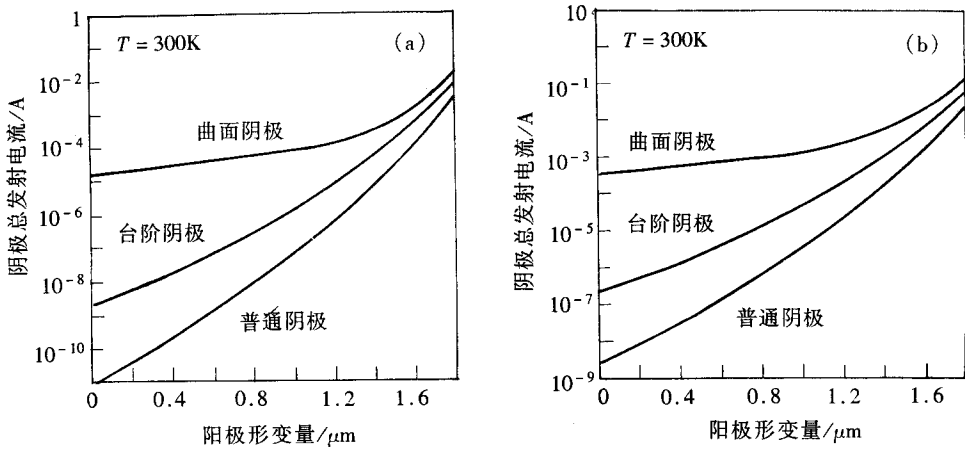 1
T = 300K
(a)
10⁻²
曲面阴极
10⁻⁴
10⁻⁶
台阶阴极
10⁻⁸
普通阴极
10⁻¹⁰
0 0.4 0.8 1.2 1.6
阳极形变量/μm
阴极总发射电流/A
10
T = 300K
(b)
10⁻¹
曲面阴极
10⁻³
台阶阴极
10⁻⁵
10⁻⁷
普通阴极
10⁻⁹
0 0.4 0.8 1.2 1.6
阳极形变量/μm
阴极总发射电流/A